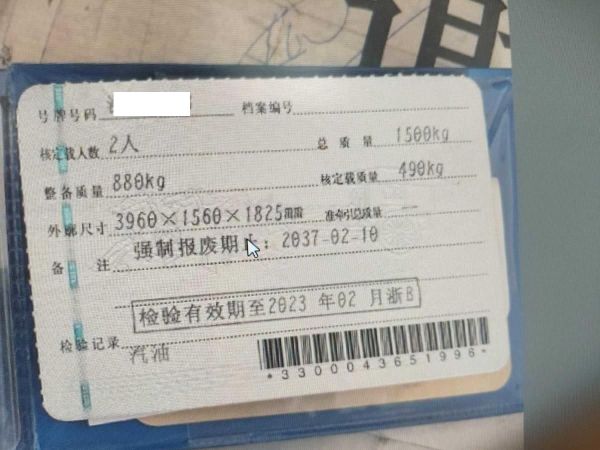 号牌号码 档案编号
核定载人数 2人 总质量 1500kg
整备质量 880kg 核定载质量 490kg
外廓尺寸 3960×1560×1825mm 准牵引总质量 —
备注 强制报废期止：2037-02-10
检验有效期至2023 年02 月浙B
检验记录
汽油
*3300043651996*